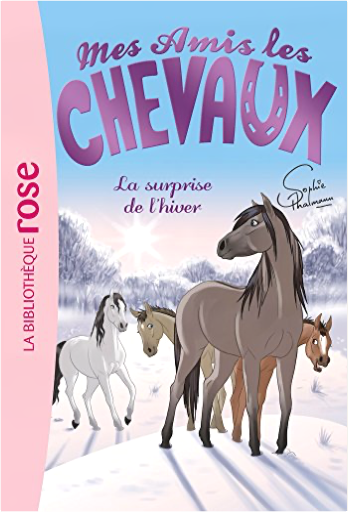 Mes Amis les
CHEVAUX
La surprise
de l'hiver
Sophie
Thalmann
LA BIBLIOTHÈQUE rose